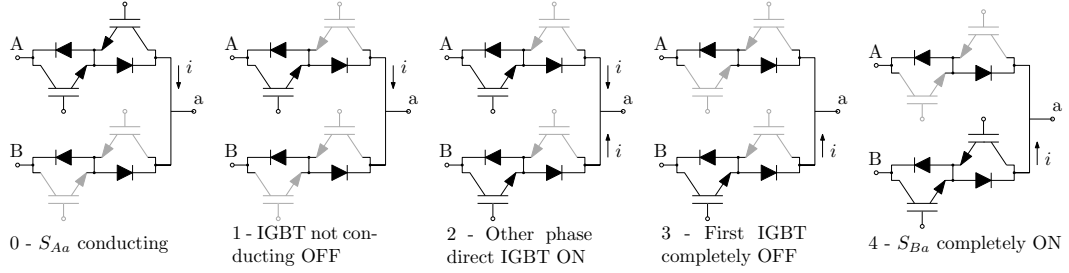 A
i
a
B
0 - S_Aa conducting
A
i
a
B
1 - IGBT not con-
ducting OFF
A
i
a
i
B
2 - Other phase
direct IGBT ON
A
a
i
B
3 - First IGBT
completely OFF
A
a
i
B
4 - S_Ba completely ON